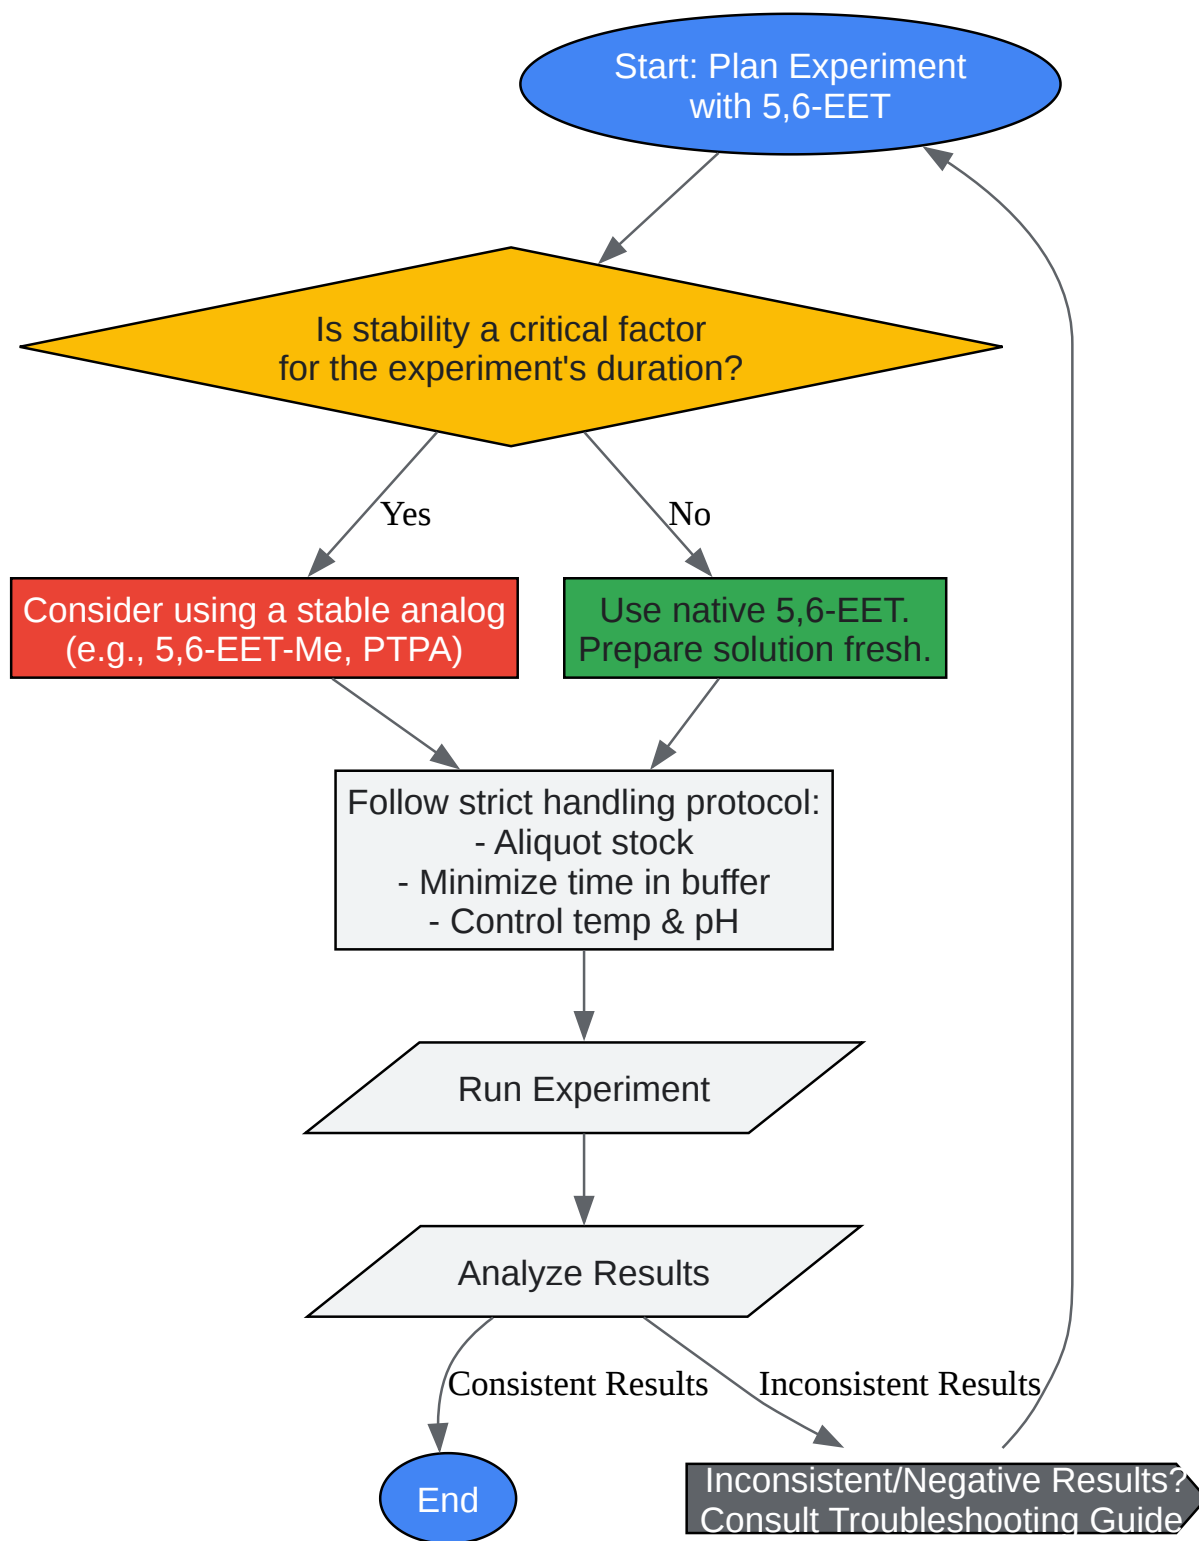 Start: Plan Experiment
with 5,6-EET
Is stability a critical factor
for the experiment's duration?
Yes
No
Consider using a stable analog
(e.g., 5,6-EET-Me, PTPA)
Use native 5,6-EET.
Prepare solution fresh.
Follow strict handling protocol:
- Aliquot stock
- Minimize time in buffer
- Control temp & pH
Run Experiment
Analyze Results
Consistent Results
Inconsistent Results
End
Inconsistent/Negative Results?
Consult Troubleshooting Guide